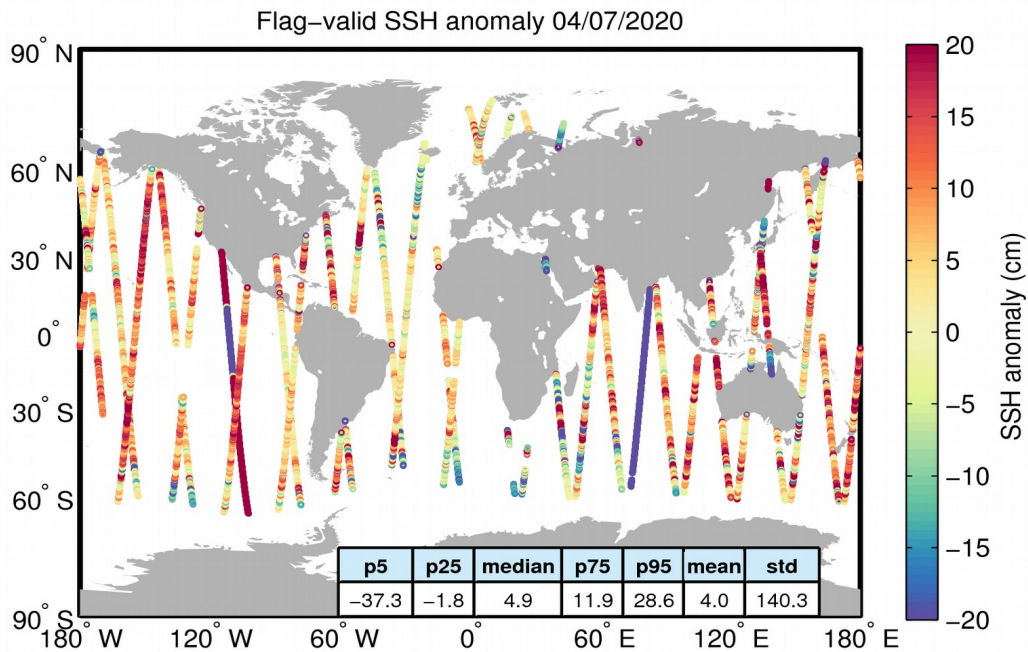 Flag−valid SSH anomaly 04/07/2020
90° N
60° N
30° N
0°
30° S
60° S
90° S
180° W
120° W
60° W
0°
60° E
120° E
180° E
p5 p25 median p75 p95 mean std
−37.3 −1.8 4.9 11.9 28.6 4.0 140.3
20
15
10
5
0
−5
−10
−15
−20
SSH anomaly (cm)